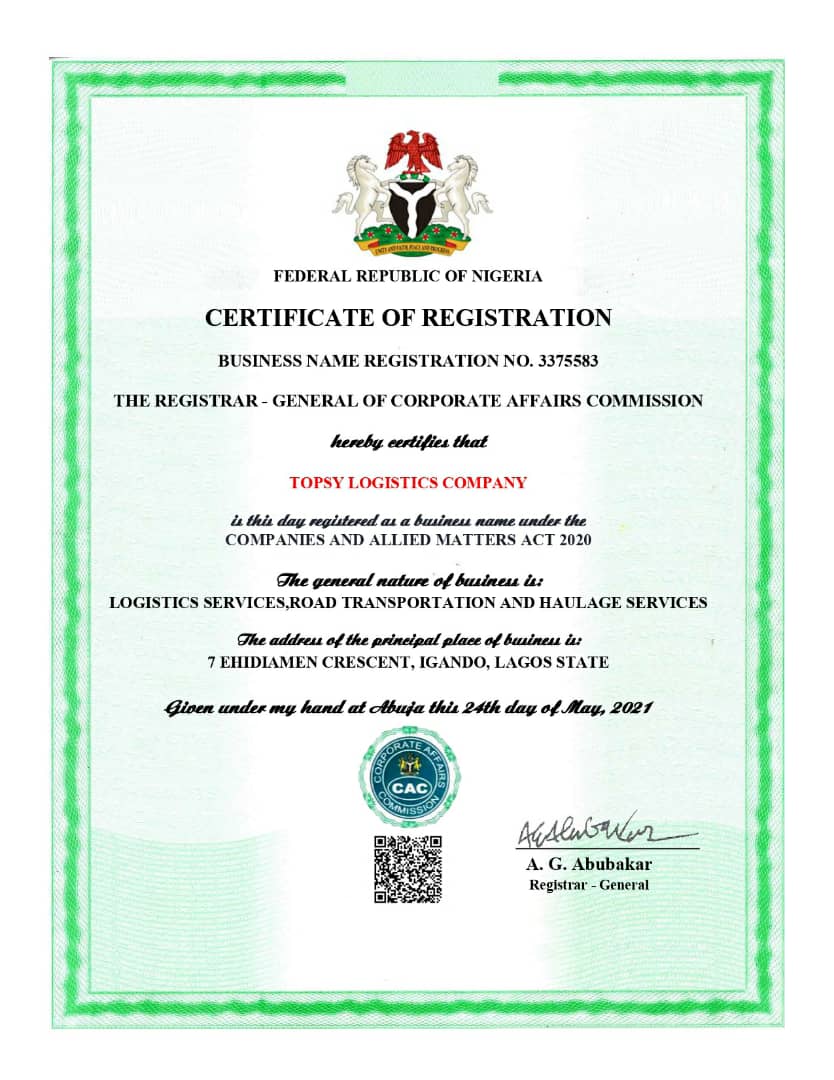 UNITY AND FAITH, PEACE AND PROGRESS
FEDERAL REPUBLIC OF NIGERIA
CERTIFICATE OF REGISTRATION
BUSINESS NAME REGISTRATION NO. 3375583
THE REGISTRAR - GENERAL OF CORPORATE AFFAIRS COMMISSION
hereby certifies that
TOPSY LOGISTICS COMPANY
is this day registered as a business name under the
COMPANIES AND ALLIED MATTERS ACT 2020
The general nature of business is:
LOGISTICS SERVICES,ROAD TRANSPORTATION AND HAULAGE SERVICES
The address of the principal place of business is:
7 EHIDIAMEN CRESCENT, IGANDO, LAGOS STATE
Given under my hand at Abuja this 24th day of May, 2021
CORPORATE AFFAIRS
CAC
COMMISSION
A. G. Abubakar
Registrar - General